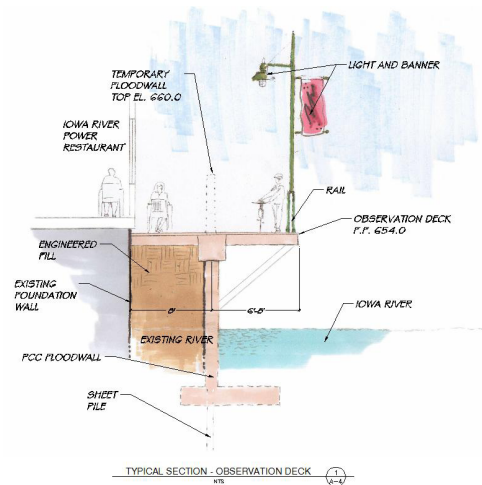 LIGHT AND BANNER
TEMPORARY
FLOODWALL
TOP EL. 660.0
IOWA RIVER
POWER
RESTAURANT
RAIL
OBSERVATION DECK
F.F. 654.0
ENGINEERED
FILL
EXISTING
FOUNDATION
WALL
8'
6'-8"
IOWA RIVER
EXISTING RIVER
PCC FLOODWALL
SHEET
PILE
TYPICAL SECTION - OBSERVATION DECK
NTS
1
A-4